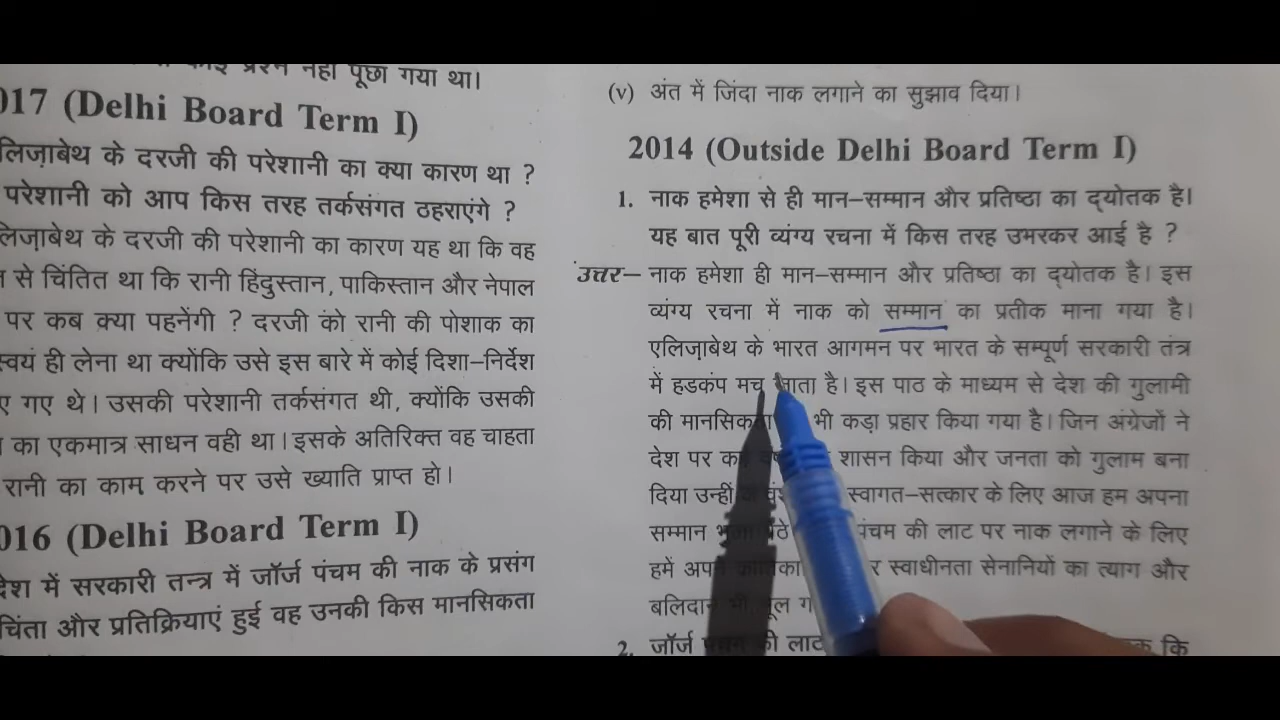 प्रश्न नहीं पूछा गया था।
017 (Delhi Board Term I)
लिज़ाबेथ के दरजी की परेशानी का क्या कारण था ?
परेशानी को आप किस तरह तर्कसंगत ठहराएंगे ?
लिज़ाबेथ के दरजी की परेशानी का कारण यह था कि वह
से चिंतित था कि रानी हिंदुस्तान, पाकिस्तान और नेपाल
पर कब क्या पहनेंगी ? दरजी को रानी की पोशाक का
स्वयं ही लेना था क्योंकि उसे इस बारे में कोई दिशा–निर्देश
ए गए थे। उसकी परेशानी तर्कसंगत थी, क्योंकि उसकी
का एकमात्र साधन वही था। इसके अतिरिक्त वह चाहता
रानी का काम करने पर उसे ख्याति प्राप्त हो।
016 (Delhi Board Term I)
देश में सरकारी तन्त्र में जॉर्ज पंचम की नाक के प्रसंग
चिंता और प्रतिक्रियाएं हुई वह उनकी किस मानसिकता
(v) अंत में जिंदा नाक लगाने का सुझाव दिया।
2014 (Outside Delhi Board Term I)
1. नाक हमेशा से ही मान–सम्मान और प्रतिष्ठा का द्योतक है।
यह बात पूरी व्यंग्य रचना में किस तरह उभरकर आई है ?
उत्तर– नाक हमेशा ही मान–सम्मान और प्रतिष्ठा का द्योतक है। इस
व्यंग्य रचना में नाक को सम्मान का प्रतीक माना गया है।
एलिज़ाबेथ के भारत आगमन पर भारत के सम्पूर्ण सरकारी तंत्र
में हडकंप मच जाता है। इस पाठ के माध्यम से देश की गुलामी
की मानसिकता भी कड़ा प्रहार किया गया है। जिन अंग्रेजों ने
देश पर शासन किया और जनता को गुलाम बना
दिया उन्हीं स्वागत–सत्कार के लिए आज हम अपना
सम्मान पंचम की लाट पर नाक लगाने के लिए
हमें अपने स्वाधीनता सेनानियों का त्याग और
बलिदान भी भूल
2. जॉर्ज पंचम की लाट कि